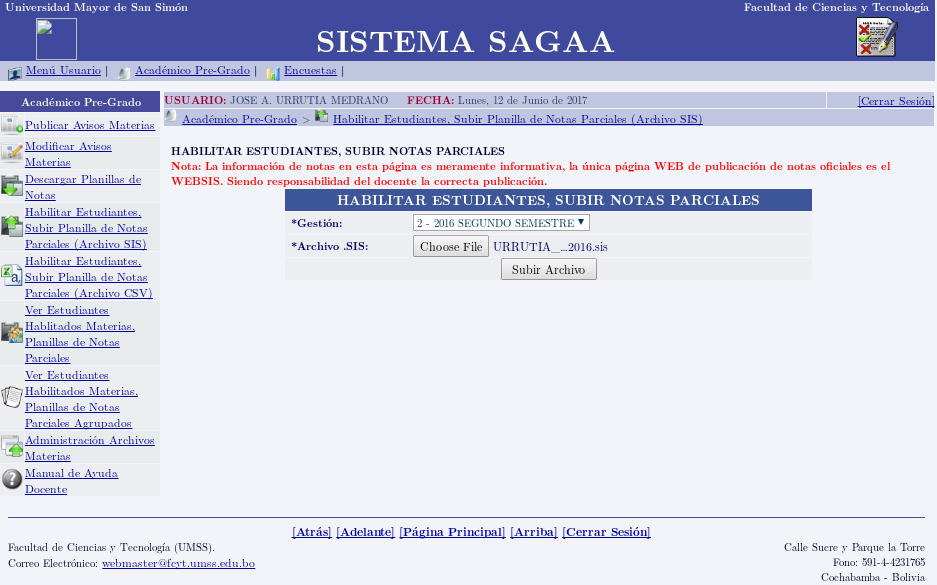 Universidad Mayor de San Simón
Facultad de Ciencias y Tecnología
SISTEMA SAGAA
Menú Usuario | Académico Pre-Grado | Encuestas |
Académico Pre-Grado
Publicar Avisos Materias
Modificar Avisos
Materias
Descargar Planillas de
Notas
Habilitar Estudiantes,
Subir Planilla de Notas
Parciales (Archivo SIS)
Habilitar Estudiantes,
Subir Planilla de Notas
Parciales (Archivo CSV)
Ver Estudiantes
Hablitados Materias,
Planillas de Notas
Parciales
Ver Estudiantes
Habilitados Materias,
Planillas de Notas
Parciales Agrupados
Administración Archivos
Materias
Manual de Ayuda
Docente
USUARIO: JOSE A. URRUTIA MEDRANO FECHA: Lunes, 12 de Junio de 2017
[Cerrar Sesión]
Académico Pre-Grado > Habilitar Estudiantes, Subir Planilla de Notas Parciales (Archivo SIS)
HABILITAR ESTUDIANTES, SUBIR NOTAS PARCIALES
Nota: La información de notas en esta página es meramente informativa, la única página WEB de publicación de notas oficiales es el
WEBSIS. Siendo responsabilidad del docente la correcta publicación.
HABILITAR ESTUDIANTES, SUBIR NOTAS PARCIALES
*Gestión: 2 - 2016 SEGUNDO SEMESTRE
*Archivo .SIS: Choose File URRUTIA_...2016.sis
Subir Archivo
[Atrás] [Adelante] [Página Principal] [Arriba] [Cerrar Sesión]
Facultad de Ciencias y Tecnología (UMSS).
Correo Electrónico: webmaster@fcyt.umss.edu.bo
Calle Sucre y Parque la Torre
Fono: 591-4-4231765
Cochabamba - Bolivia